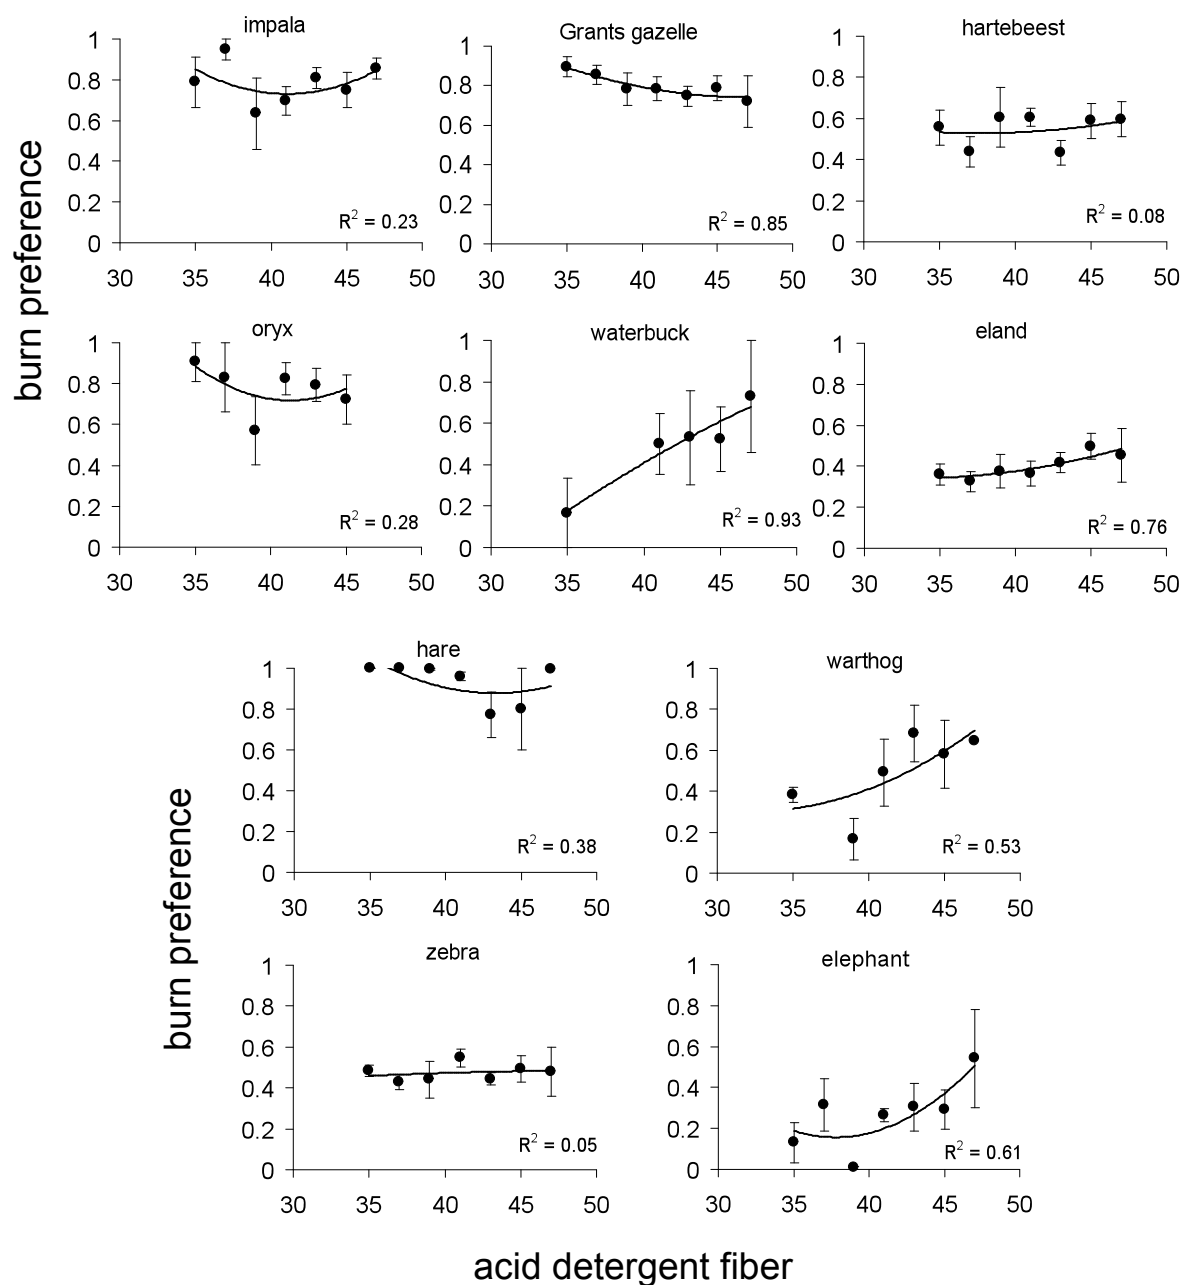 impala
Grants gazelle
hartebeest
1
0.8
0.6
0.4
0.2
0
R² = 0.23
30 35 40 45 50
1
0.8
0.6
0.4
0.2
0
R² = 0.85
30 35 40 45 50
1
0.8
0.6
0.4
0.2
0
R² = 0.08
30 35 40 45 50
burn preference
oryx
waterbuck
eland
1
0.8
0.6
0.4
0.2
0
R² = 0.28
30 35 40 45 50
1
0.8
0.6
0.4
0.2
0
R² = 0.93
30 35 40 45 50
1
0.8
0.6
0.4
0.2
0
R² = 0.76
30 35 40 45 50
hare
warthog
1
0.8
0.6
0.4
0.2
0
R² = 0.38
30 35 40 45 50
1
0.8
0.6
0.4
0.2
0
R² = 0.53
30 35 40 45 50
burn preference
zebra
elephant
1
0.8
0.6
0.4
0.2
0
R² = 0.05
30 35 40 45 50
1
0.8
0.6
0.4
0.2
0
R² = 0.61
30 35 40 45 50
acid detergent fiber